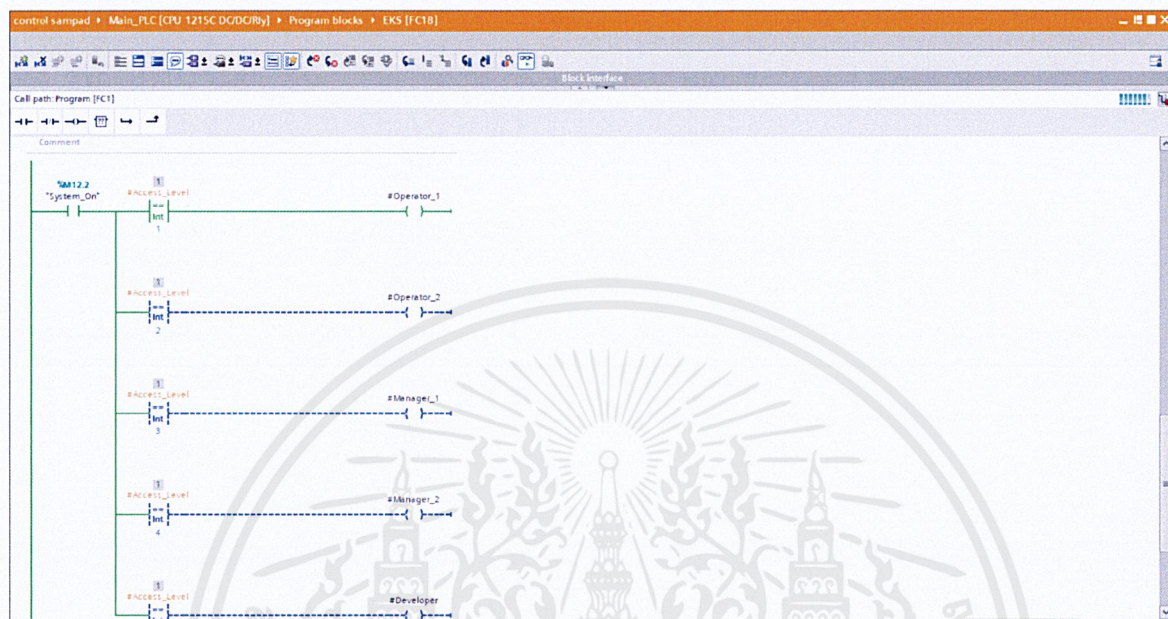 control sampad ▸ Main_PLC [CPU 1215C DC/DC/Rly] ▸ Program blocks ▸ EKS [FC18]
Block interface
Call path: Program [FC1]
Comment
%M12.2
"System_On"
1
#Access_Level
==
Int
1
#Operator_1
1
#Access_Level
==
Int
2
#Operator_2
1
#Access_Level
==
Int
3
#Manager_1
1
#Access_Level
==
Int
4
#Manager_2
1
#Access_Level
==
#Developer